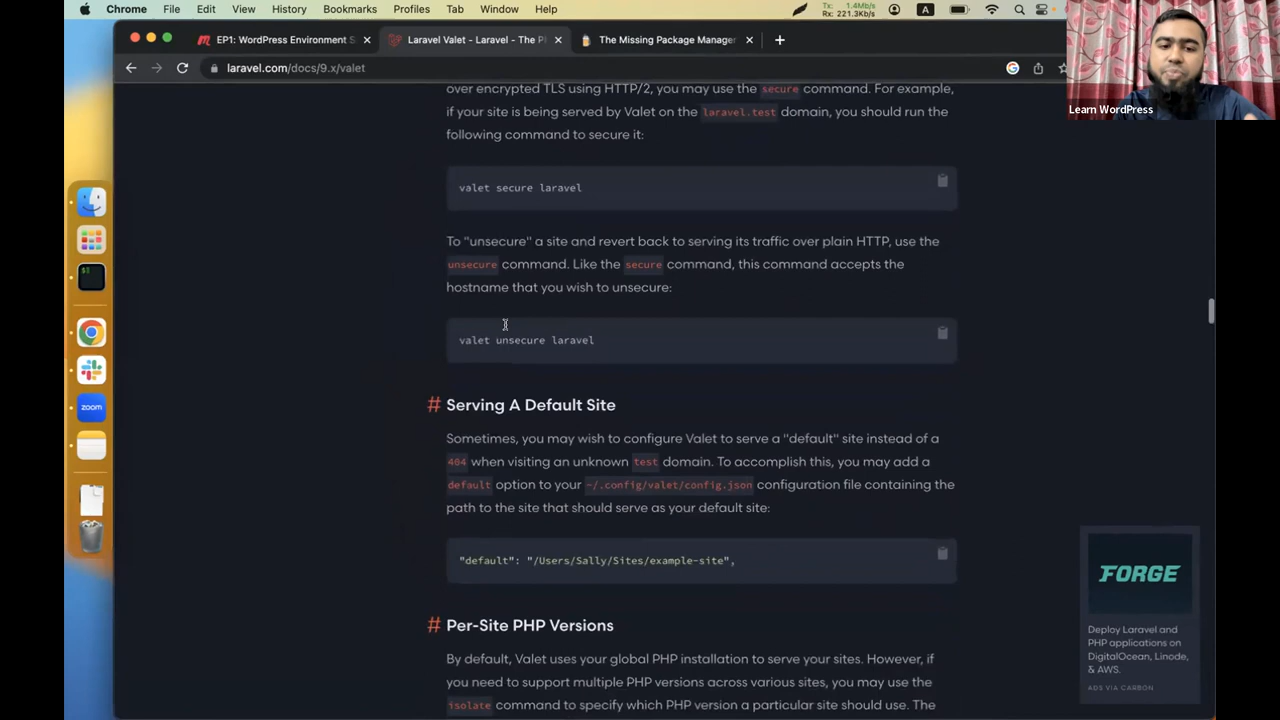 Chrome File Edit View History Bookmarks Profiles Tab Window Help
Tx: 1.4Mb/s
Rx: 221.3Kb/s
A
EP1: WordPress Environment S
Laravel Valet - Laravel - The P
The Missing Package Manager
laravel.com/docs/9.x/valet
Learn WordPress
over encrypted TLS using HTTP/2, you may use the secure command. For example,
if your site is being served by Valet on the laravel.test domain, you should run the
following command to secure it:
valet secure laravel
To "unsecure" a site and revert back to serving its traffic over plain HTTP, use the
unsecure command. Like the secure command, this command accepts the
hostname that you wish to unsecure:
valet unsecure laravel
# Serving A Default Site
Sometimes, you may wish to configure Valet to serve a "default" site instead of a
404 when visiting an unknown test domain. To accomplish this, you may add a
default option to your ~/.config/valet/config.json configuration file containing the
path to the site that should serve as your default site:
"default": "/Users/Sally/Sites/example-site",
# Per-Site PHP Versions
By default, Valet uses your global PHP installation to serve your sites. However, if
you need to support multiple PHP versions across various sites, you may use the
isolate command to specify which PHP version a particular site should use. The
$1
zoom
FORGE
Deploy Laravel and
PHP applications on
DigitalOcean, Linode,
& AWS.
ADS VIA CARBON